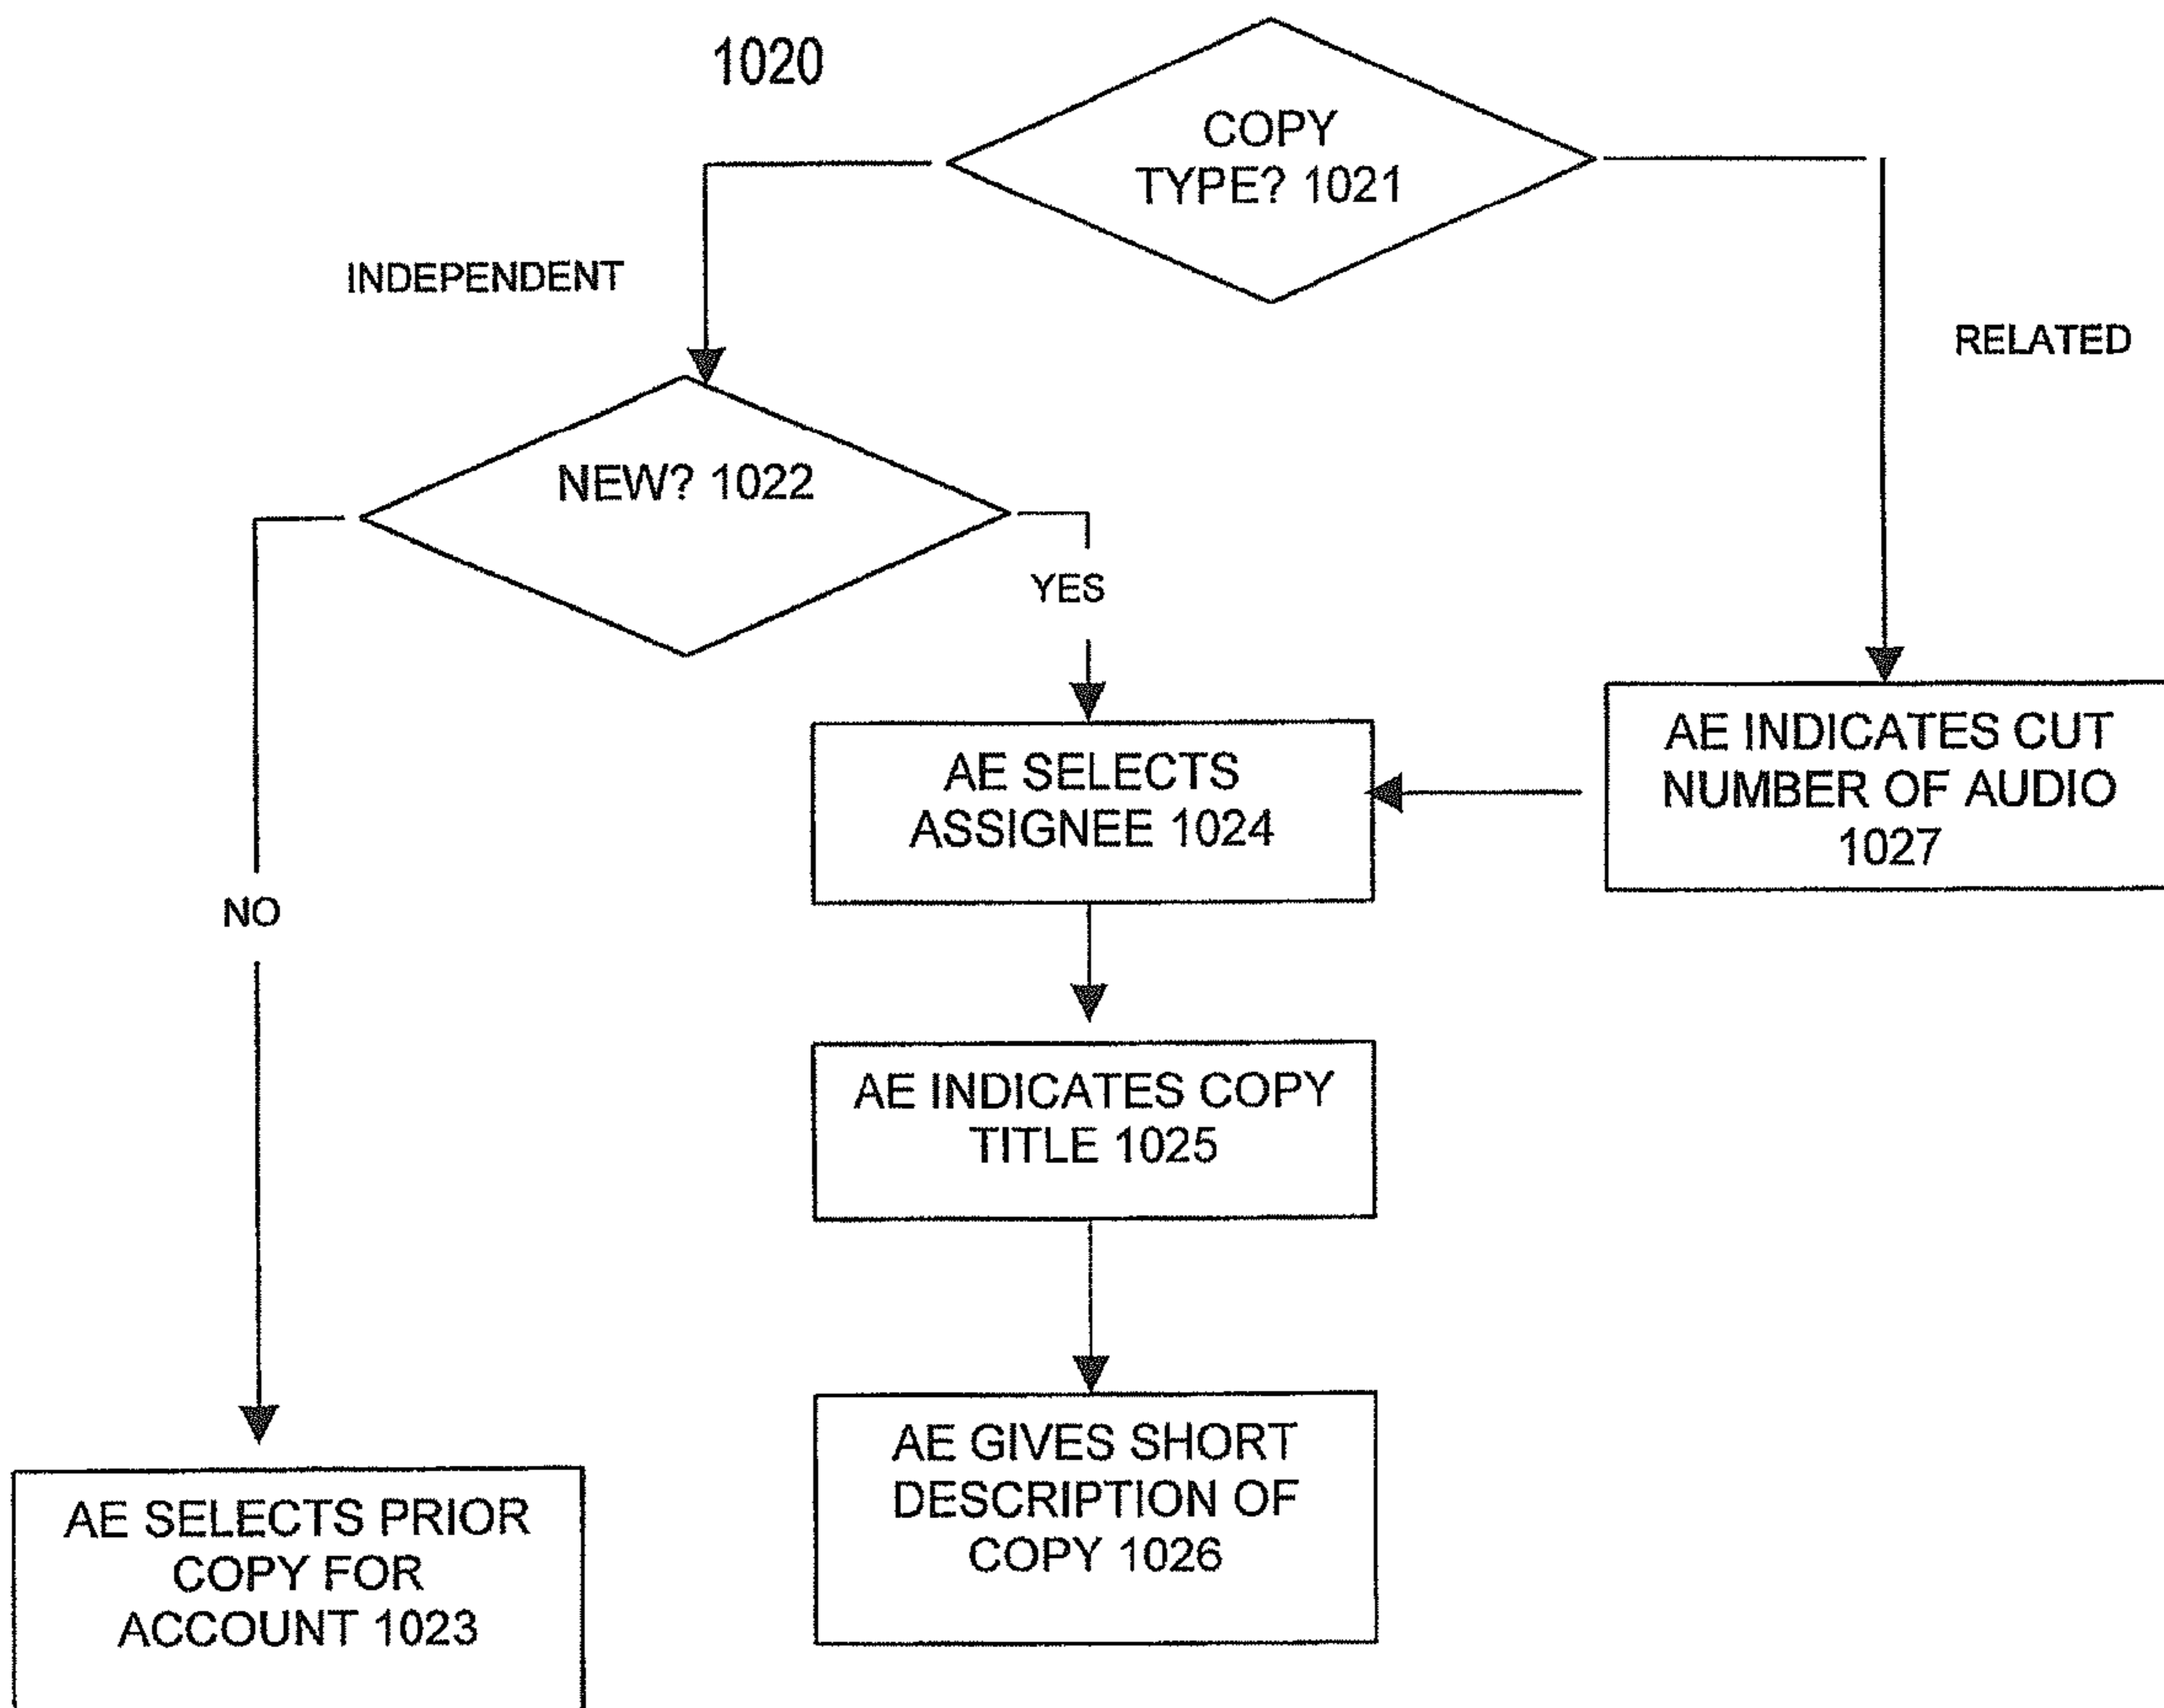 1020
COPY
TYPE? 1021
INDEPENDENT
RELATED
NEW? 1022
YES
AE SELECTS
ASSIGNEE 1024
AE INDICATES CUT
NUMBER OF AUDIO
1027
NO
AE INDICATES COPY
TITLE 1025
AE GIVES SHORT
DESCRIPTION OF
COPY 1026
AE SELECTS PRIOR
COPY FOR
ACCOUNT 1023